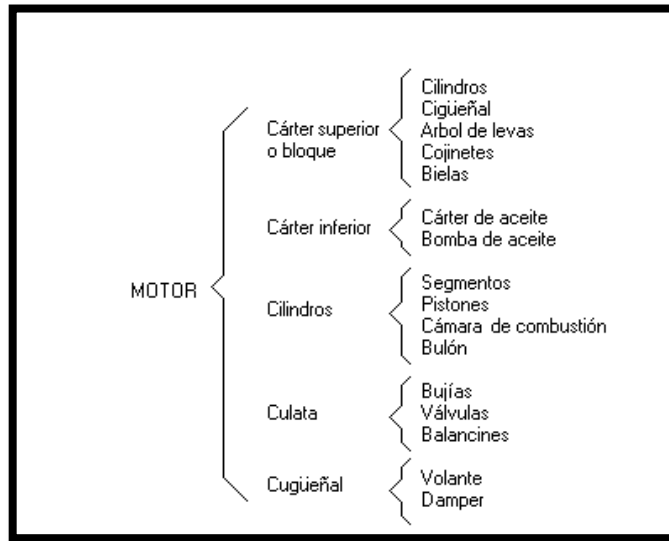 MOTOR
Cárter superior
o bloque
Cilindros
Cigüeñal
Arbol de levas
Cojinetes
Bielas
Cárter inferior
Cárter de aceite
Bomba de aceite
Cilindros
Segmentos
Pistones
Cámara de combustión
Bulón
Culata
Bujías
Válvulas
Balancines
Cugüeñal
Volante
Damper